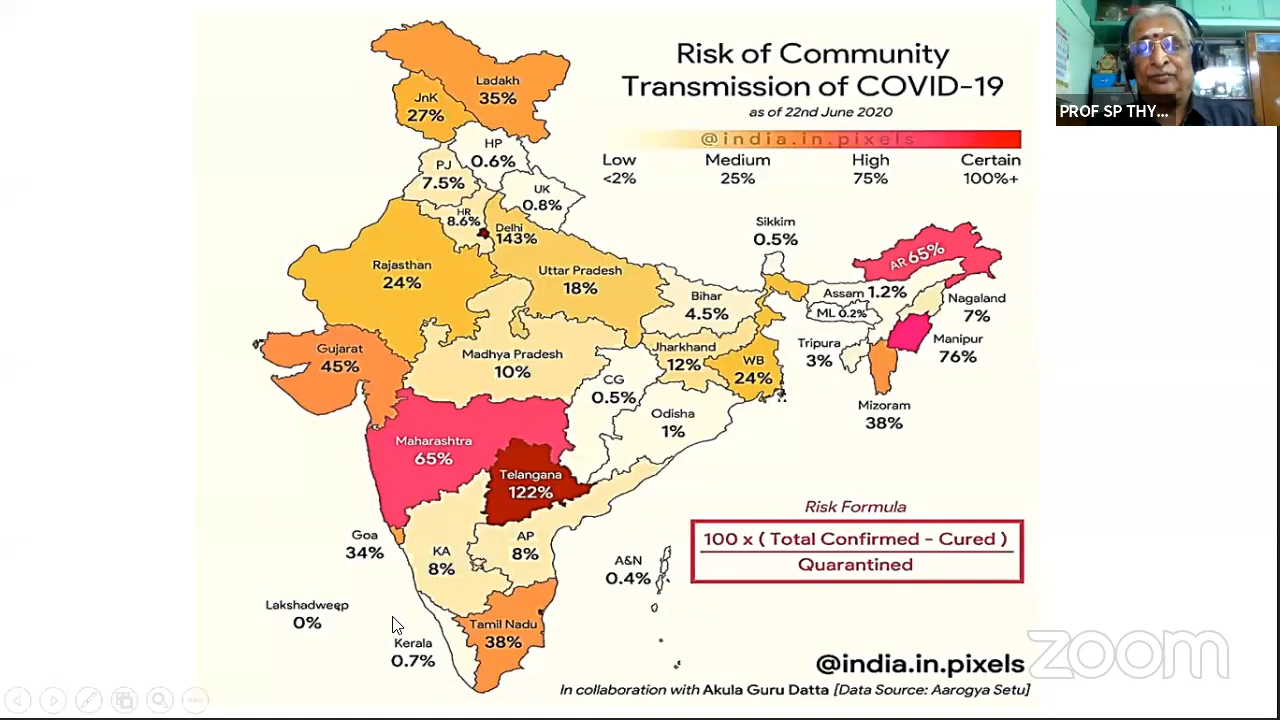 Risk of Community
Transmission of COVID-19
as of 22nd June 2020
@india.in.pixels
Low
<2%
Medium
25%
High
75%
Certain
100%+
PROF SP THY...
Ladakh
35%
JnK
27%
HP
0.6%
PJ
7.5%
UK
0.8%
HR
8.6%
Delhi
143%
Rajasthan
24%
Uttar Pradesh
18%
Sikkim
0.5%
AR 65%
Bihar
4.5%
Assam 1.2%
ML 0.2%
Nagaland
7%
Manipur
76%
Tripura
3%
Mizoram
38%
Gujarat
45%
Madhya Pradesh
10%
Jharkhand
12%
WB
24%
CG
0.5%
Odisha
1%
Maharashtra
65%
Telangana
122%
Goa
34%
KA
8%
AP
8%
A&N
0.4%
Lakshadweep
0%
Kerala
0.7%
Tamil Nadu
38%
Risk Formula
100 x ( Total Confirmed - Cured )
Quarantined
zoom
@india.in.pixels
In collaboration with Akula Guru Datta [Data Source: Aarogya Setu]